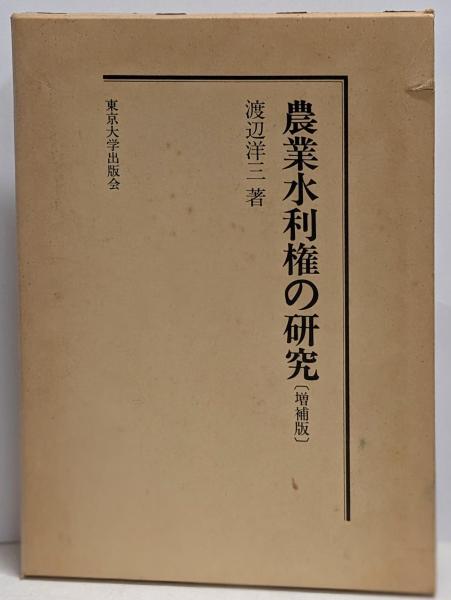 農業水利権の研究〔増補版〕
渡辺洋三 著
東京大学出版会